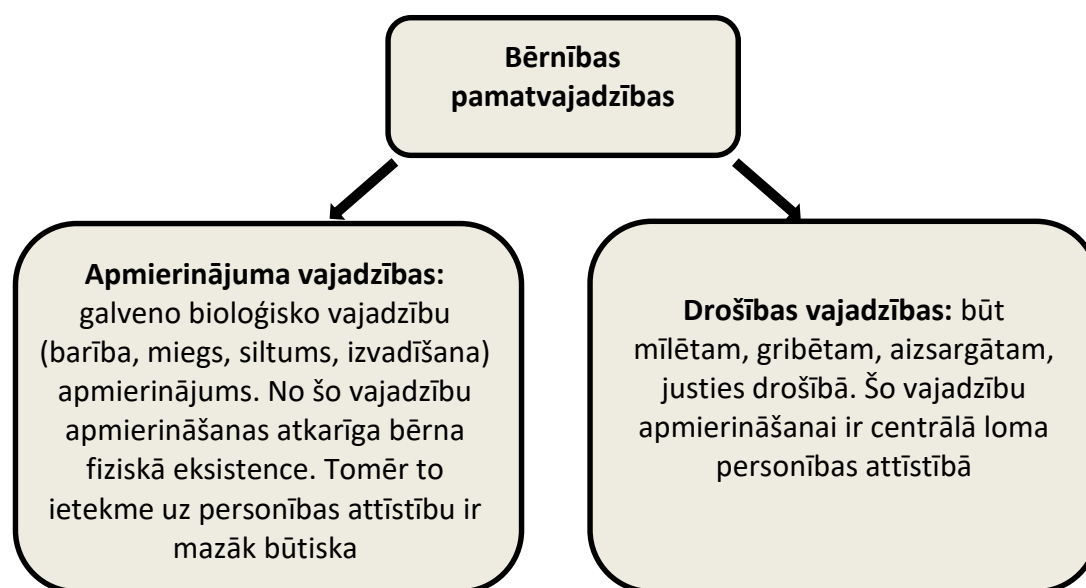 Bērnības
pamatvajadzības
Apmierinājuma vajadzības:
galveno bioloģisko vajadzību
(barība, miegs, siltums, izvadīšana)
apmierinājums. No šo vajadzību
apmierināšanas atkarīga bērna
fiziskā eksistence. Tomēr to
ietekme uz personības attīstību ir
mazāk būtiska
Drošības vajadzības: būt
mīlētam, gribētam, aizsargātam,
justies drošībā. Šo vajadzību
apmierināšanai ir centrālā loma
personības attīstībā